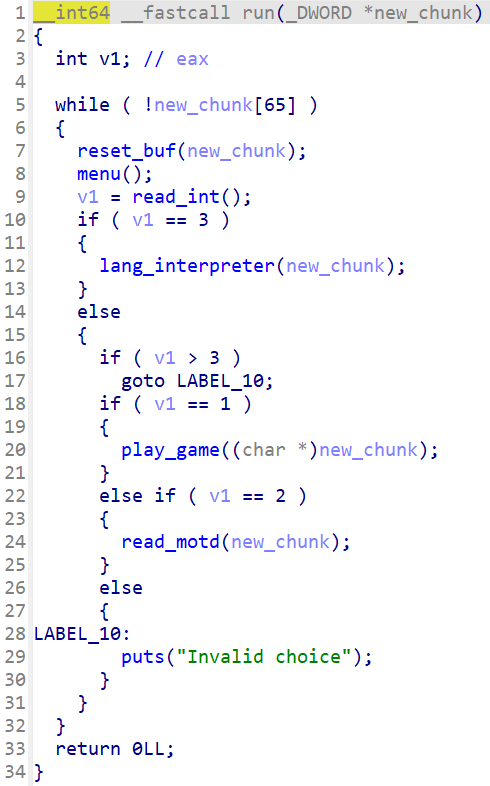 1 __int64 __fastcall run(_DWORD *new_chunk)
2 {
3   int v1; // eax
4
5   while ( !new_chunk[65] )
6   {
7     reset_buf(new_chunk);
8     menu();
9     v1 = read_int();
10     if ( v1 == 3 )
11     {
12       lang_interpreter(new_chunk);
13     }
14     else
15     {
16       if ( v1 > 3 )
17         goto LABEL_10;
18       if ( v1 == 1 )
19       {
20         play_game((char *)new_chunk);
21       }
22       else if ( v1 == 2 )
23       {
24         read_motd(new_chunk);
25       }
26       else
27       {
28 LABEL_10:
29         puts("Invalid choice");
30       }
31     }
32   }
33   return 0LL;
34 }